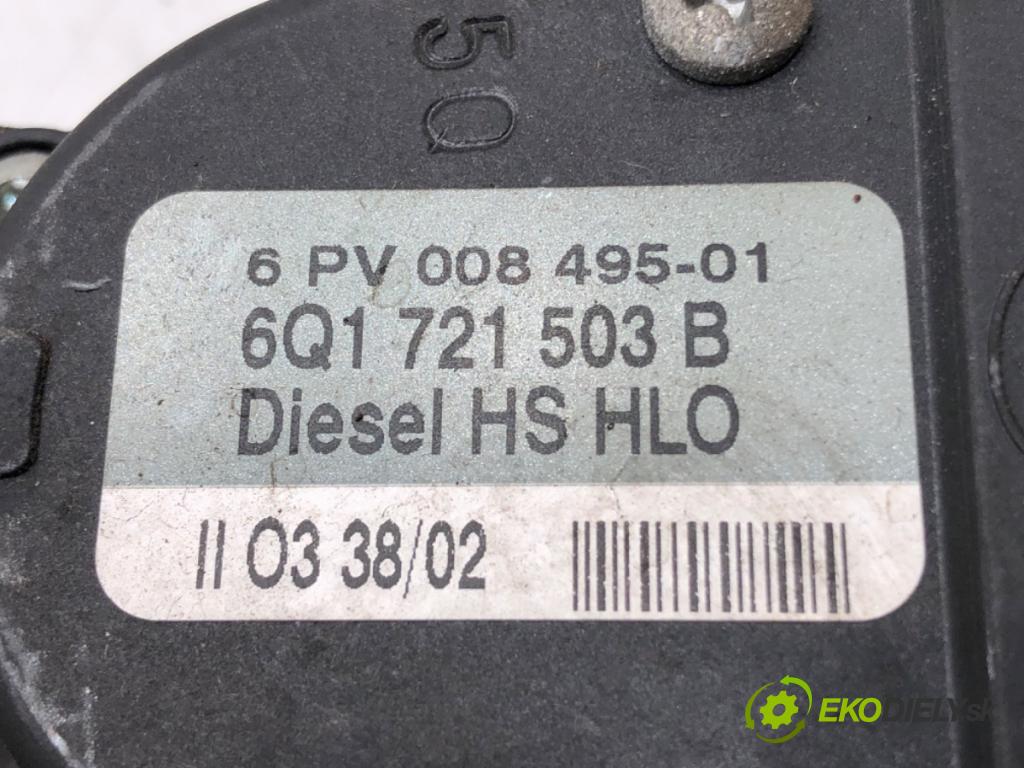 50
6 PV 008 495-01
6Q1 721 503 B
Diesel HS HLO
II 03 38/02
EKODIELY.sk